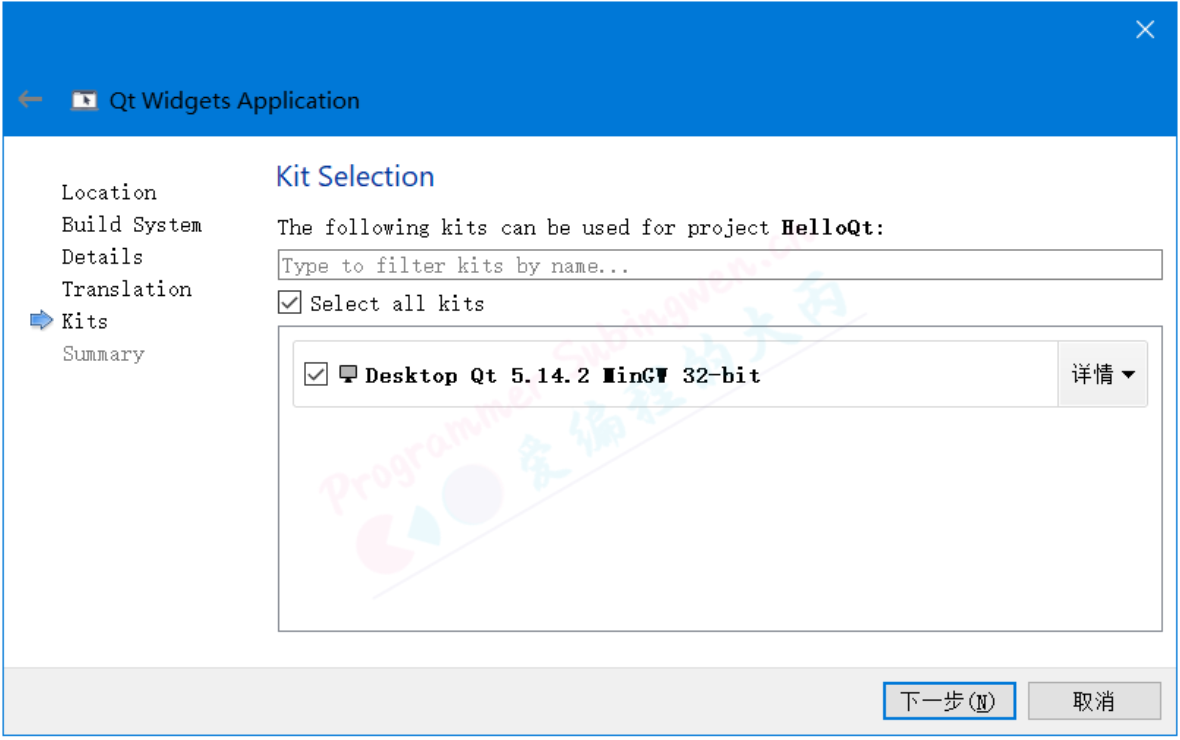 Qt Widgets Application
Location
Build System
Details
Translation
Kits
Summary
Kit Selection
The following kits can be used for project HelloQt:
Type to filter kits by name...
Select all kits
Desktop Qt 5.14.2 MinGW 32-bit
详情
Programmer Subingwen.cn
爱编程的大丙
下一步(N)
取消